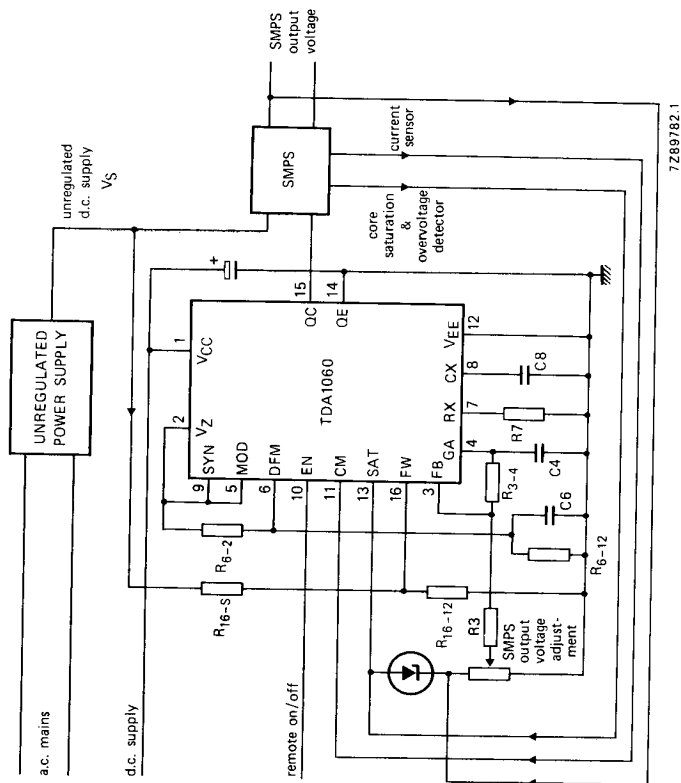 a.c. mains
UNREGULATED
POWER SUPPLY
unregulated
d.c. supply
VS
d.c. supply
remote on/off
R16-S
R6-2
2
VZ
1
VCC
9
SYN
5
MOD
6
DFM
10
EN
11
CM
13
SAT
16
FW
3
FB
TDA1060
15
QC
14
QE
+
SMPS
SMPS
output
voltage
GA
4
RX
7
CX
8
VEE
12
R3-4
C4
R7
C8
C6
R6-12
R16-12
R3
SMPS
output
voltage
adjust-
ment
core
saturation
&
overvoltage
detector
current
sensor
7Z89782.1